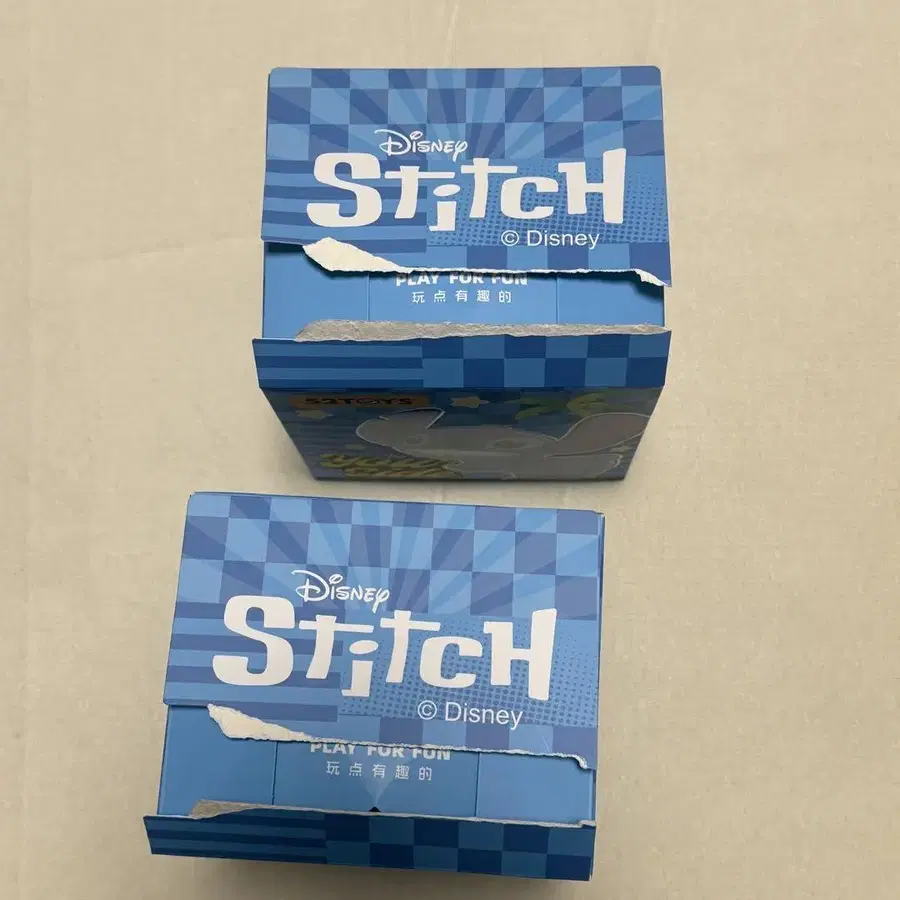 Disney
Stitch
© Disney
PLAY FOR FUN
玩点有趣的
52TOYS
Disney
Stitch
© Disney
PLAY FOR FUN
玩点有趣的